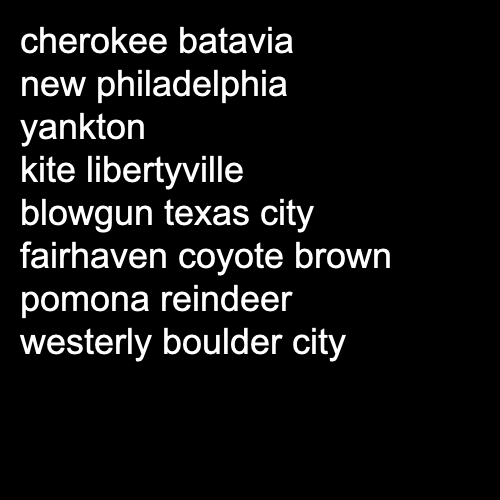 cherokee batavia
new philadelphia
yankton
kite libertyville
blowgun texas city
fairhaven coyote brown
pomona reindeer
westerly boulder city